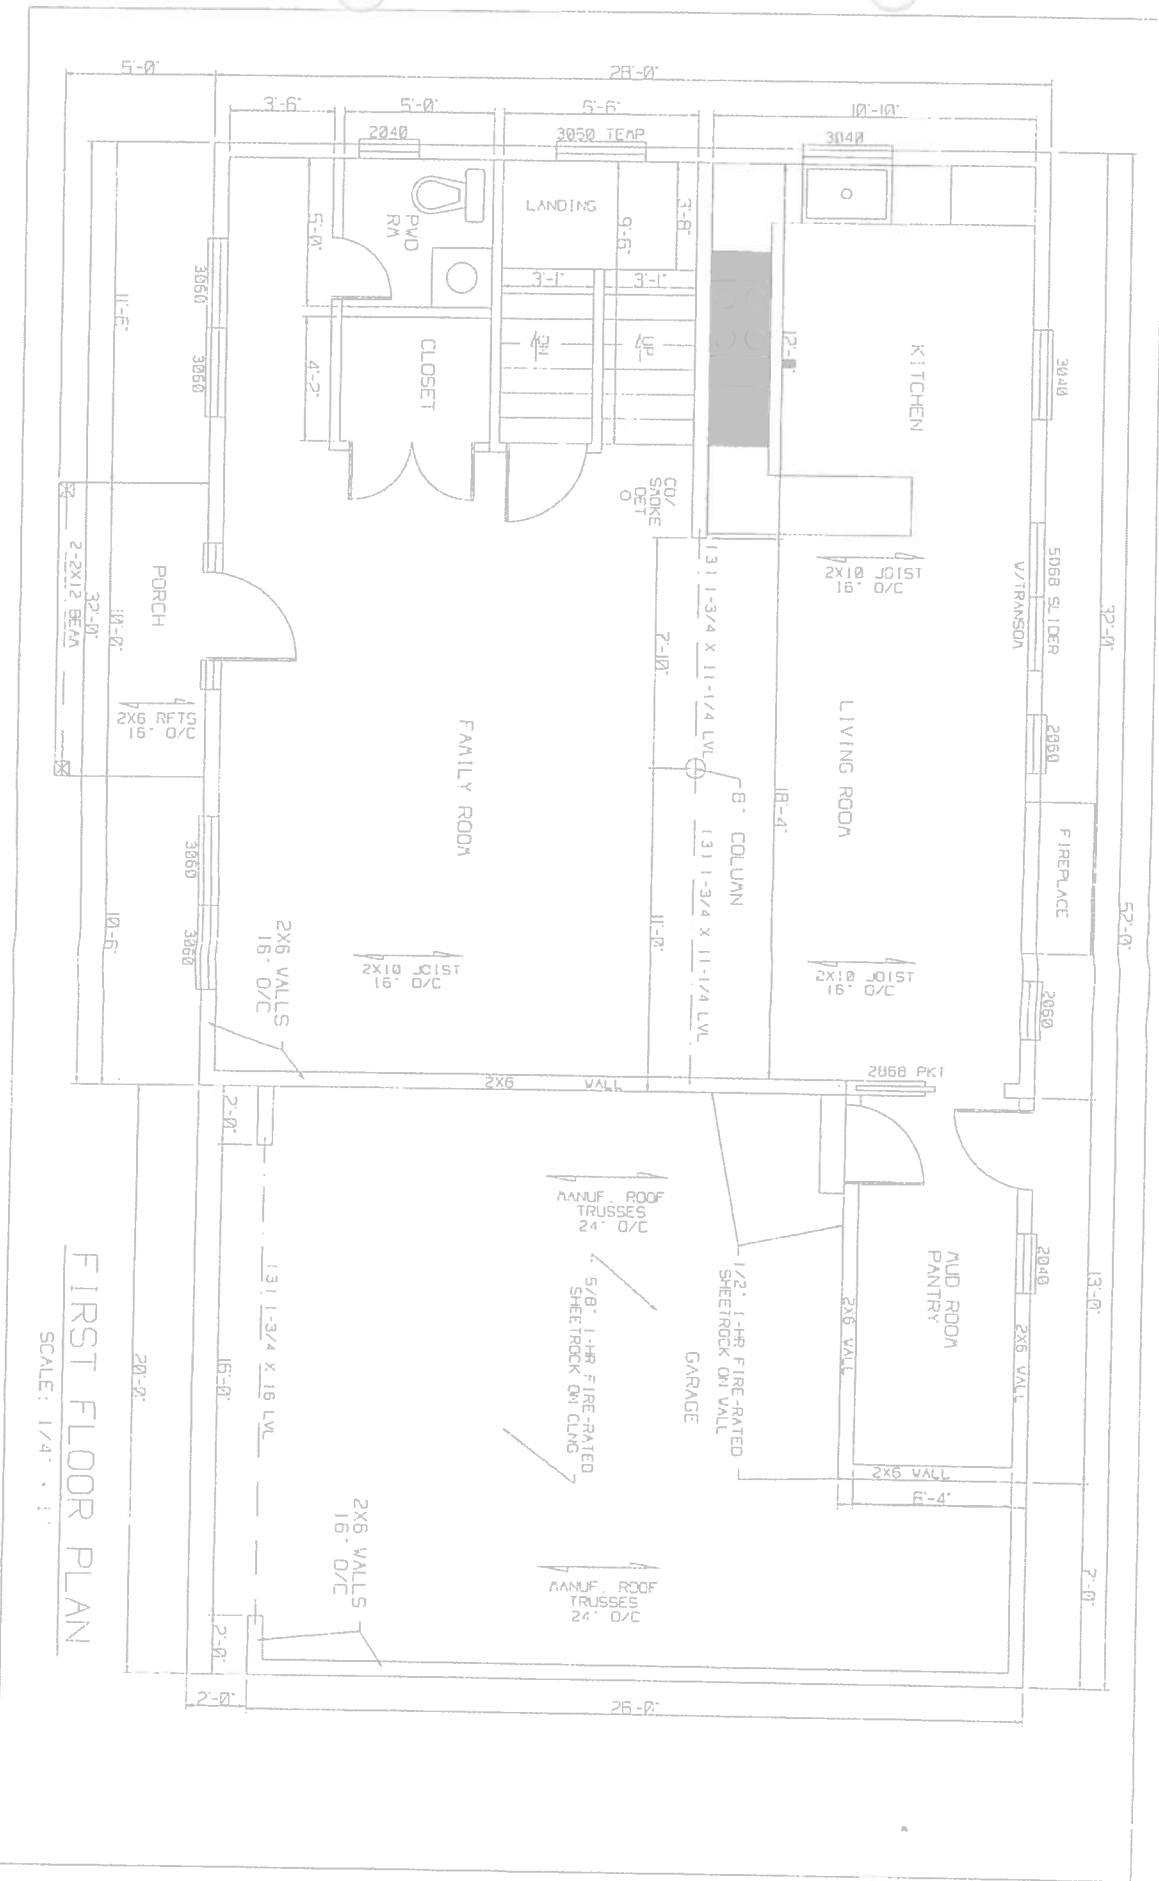 5'-0"
28'-0"
3'-6"
5'-0"
6'-6"
10'-10"
2040
3050 TEMP
3040
LANDING
3'-8"
9'-6"
5'-0"
PWD
RM
3'-1"
3'-1"
DN
UP
4'-2"
CLOSET
KITCHEN
3040
3060
3060
11'-6"
CO/
SMOKE
DET
2X10 JOIST
16" O/C
5068 SLIDER
W/TRANSOM
32'-0"
52'-0"
2-2X12 BEAM
32'-0"
10'-0"
PORCH
2X6 RFTS
16" O/C
7'-10"
(3) 1-3/4 X 11-1/4 LVL
8" COLUMN
18'-4"
LIVING ROOM
2060
FIREPLACE
FAMILY ROOM
(3) 1-3/4 X 11-1/4 LVL
11'-0"
3060
3060
10'-6"
2X6 WALLS
16" O/C
2X10 JOIST
16" O/C
2X10 JOIST
16" O/C
2060
2X6 WALL
2868 PKT
2'-0"
MANUF. ROOF
TRUSSES
24" O/C
1/2" 1-HR FIRE-RATED
SHEETROCK ON WALL
5/8" 1-HR FIRE-RATED
SHEETROCK ON CLNG
GARAGE
MUD ROOM
PANTRY
2040
13'-0"
2X6 WALL
2X6 WALL
2X6 WALL
6'-4"
7'-0"
(3) 1-3/4 X 16 LVL
16'-0"
20'-0"
2X6 WALLS
16" O/C
MANUF. ROOF
TRUSSES
24" O/C
2'-0"
2'-0"
26'-0"
FIRST FLOOR PLAN
SCALE: 1/4"